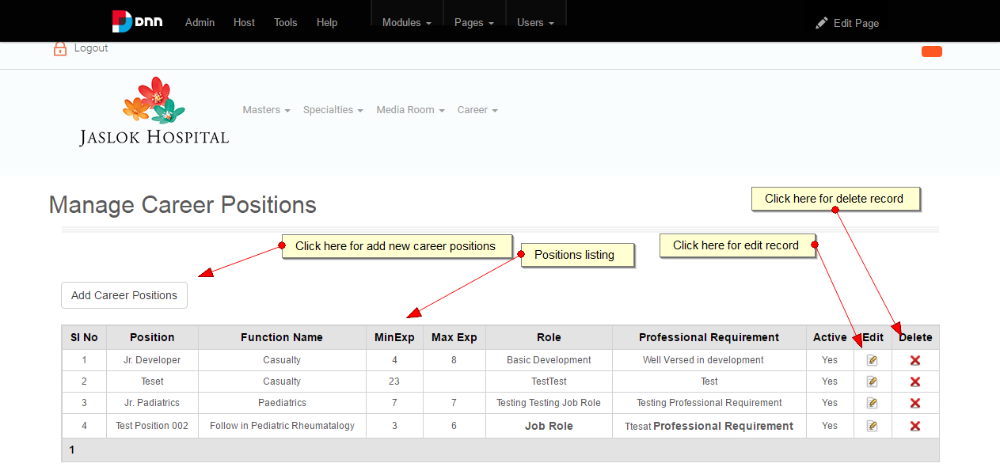 DNN Admin Host Tools Help Modules Pages Users Edit Page
Logout
JASLOK HOSPITAL
Masters Specialties Media Room Career
Manage Career Positions
Click here for delete record
Click here for add new career positions
Positions listing
Click here for edit record
Add Career Positions
Sl No Position Function Name MinExp Max Exp Role Professional Requirement Active Edit Delete
1 Jr. Developer Casualty 4 8 Basic Development Well Versed in development Yes
2 Teset Casualty 23 TestTest Test Yes
3 Jr. Padiatrics Paediatrics 7 7 Testing Testing Job Role Testing Professional Requirement Yes
4 Test Position 002 Follow in Pediatric Rheumatalogy 3 6 Job Role Ttesat Professional Requirement Yes
1